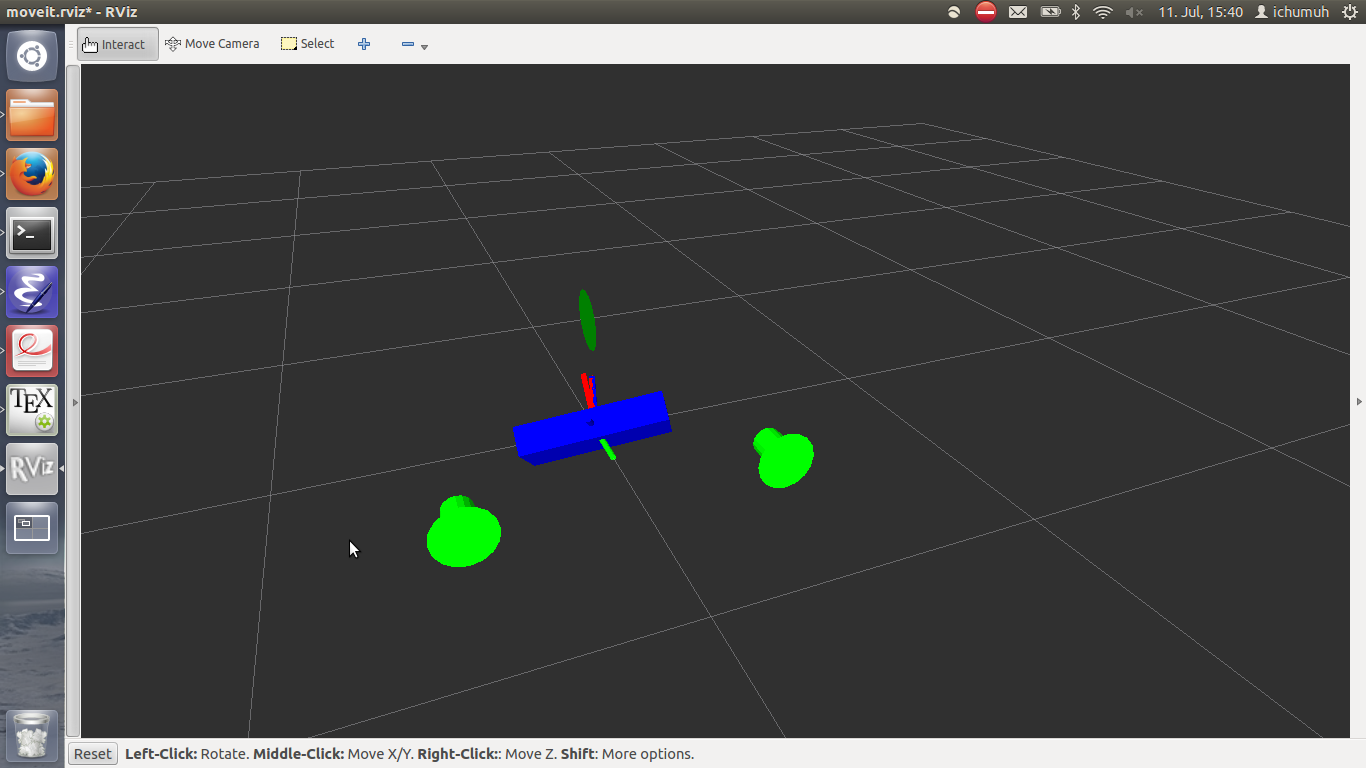 moveit.rviz* - RViz
11. Jul, 15:40
ichumuh
Interact
Move Camera
Select
>_
TEX
RViz
Reset
Left-Click: Rotate. Middle-Click: Move X/Y. Right-Click:: Move Z. Shift: More options.